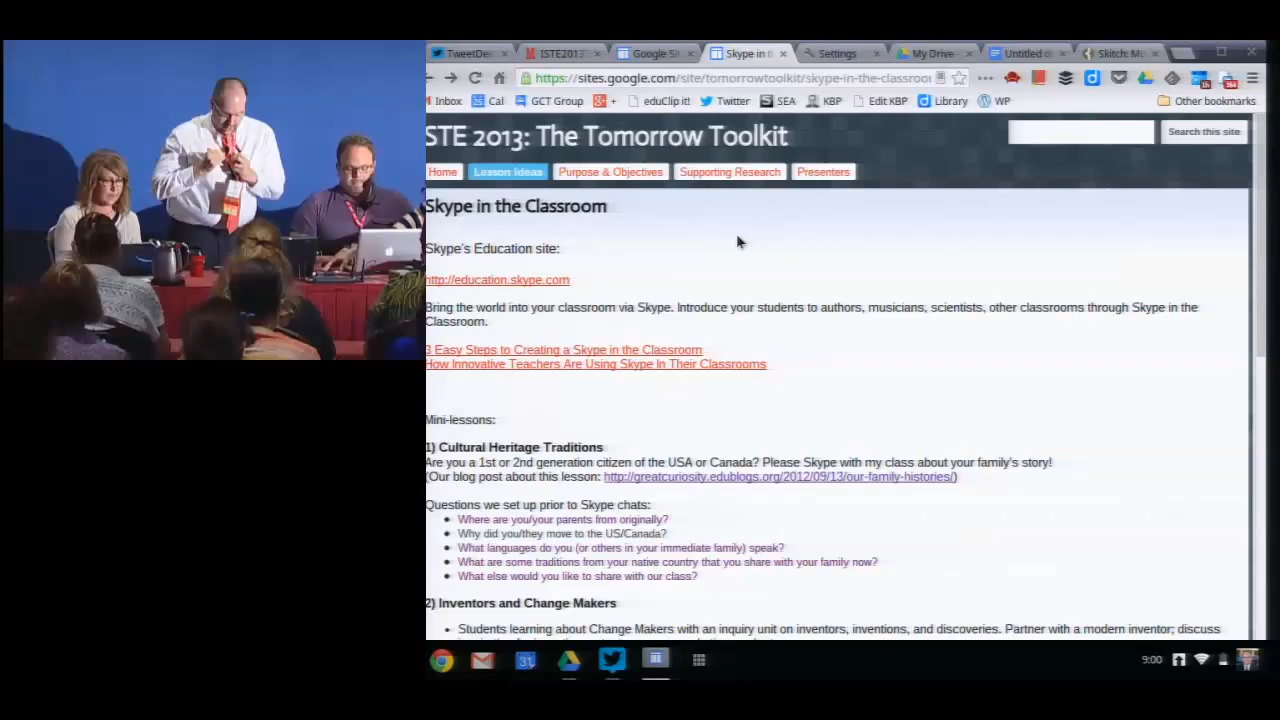 TweetDe
ISTE2013
Google Sit
Skype in t
Settings
My Drive
Untitled d
Skitch: Mu
https://sites.google.com/site/tomorrowtoolkit/skype-in-the-classroo
Inbox
Cal
GCT Group
+
eduClip it!
Twitter
SEA
KBP
Edit KBP
Library
WP
Other bookmarks
STE 2013: The Tomorrow Toolkit
Search this site
Home
Lesson Ideas
Purpose & Objectives
Supporting Research
Presenters
Skype in the Classroom
Skype's Education site:
http://education.skype.com
Bring the world into your classroom via Skype. Introduce your students to authors, musicians, scientists, other classrooms through Skype in the
Classroom.
3 Easy Steps to Creating a Skype in the Classroom
How Innovative Teachers Are Using Skype In Their Classrooms
Mini-lessons:
1) Cultural Heritage Traditions
Are you a 1st or 2nd generation citizen of the USA or Canada? Please Skype with my class about your family's story!
(Our blog post about this lesson: http://greatcuriosity.edublogs.org/2012/09/13/our-family-histories/)
Questions we set up prior to Skype chats:
Where are you/your parents from originally?
Why did you/they move to the US/Canada?
What languages do you (or others in your immediate family) speak?
What are some traditions from your native country that you share with your family now?
What else would you like to share with our class?
2) Inventors and Change Makers
Students learning about Change Makers with an inquiry unit on inventors, inventions, and discoveries. Partner with a modern inventor; discuss
31
9:00